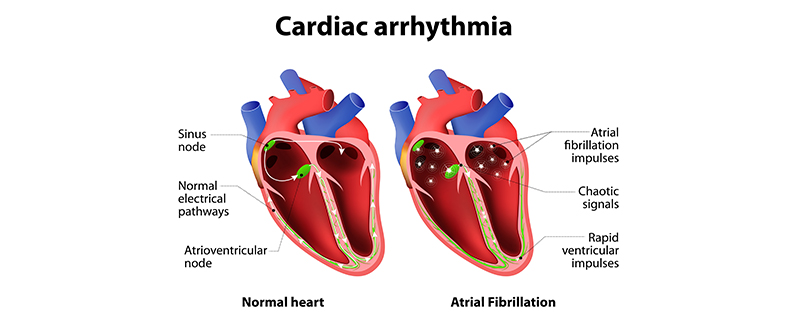 Cardiac arrhythmia
Sinus
node
Normal
electrical
pathways
Atrioventricular
node
Atrial
fibrillation
impulses
Chaotic
signals
Rapid
ventricular
impulses
Normal heart
Atrial Fibrillation